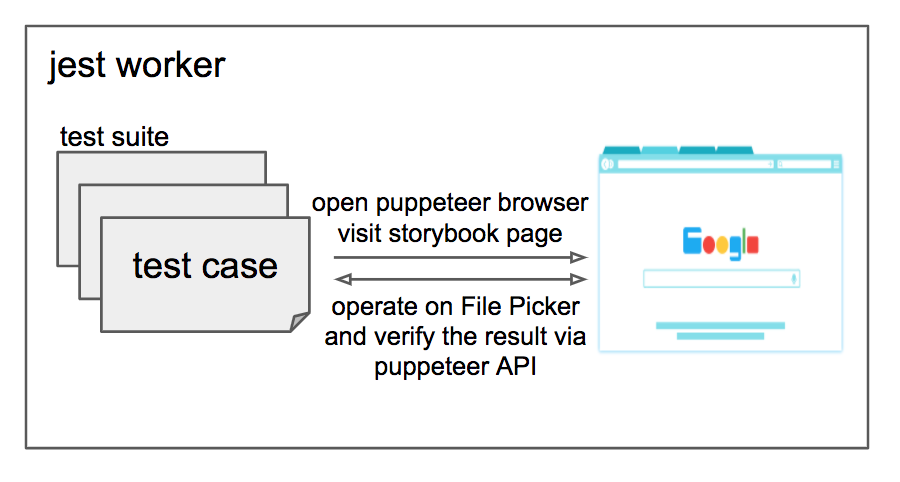 jest worker
test suite
test case
open puppeteer browser
visit storybook page
operate on File Picker
and verify the result via
puppeteer API
Google